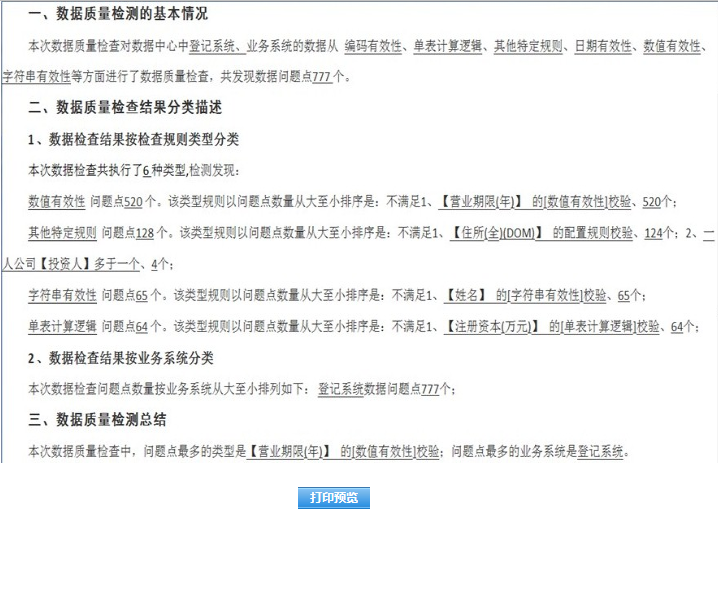 一、数据质量检测的基本情况
本次数据质量检查对数据中心中登记系统、业务系统的数据从 编码有效性、单表计算逻辑、其他特定规则、日期有效性、数值有效性、
字符串有效性等方面进行了数据质量检查，共发现数据问题点777个。
二、数据质量检查结果分类描述
1、数据检查结果按检查规则类型分类
本次数据检查共执行了6种类型,检测发现：
数值有效性 问题点520个。该类型规则以问题点数量从大至小排序是：不满足1、【营业期限(年)】 的[数值有效性]校验、520个；
其他特定规则 问题点128个。该类型规则以问题点数量从大至小排序是：不满足1、【住所(全)(DOM)】 的配置规则校验、124个；2、一
人公司【投资人】多于一个、4个；
字符串有效性 问题点65个。该类型规则以问题点数量从大至小排序是：不满足1、【姓名】 的[字符串有效性]校验、65个；
单表计算逻辑 问题点64个。该类型规则以问题点数量从大至小排序是：不满足1、【注册资本(万元)】 的[单表计算逻辑]校验、64个；
2、数据检查结果按业务系统分类
本次数据检查问题点数量按业务系统从大至小排列如下： 登记系统数据问题点777个；
三、数据质量检测总结
本次数据质量检查中，问题点最多的类型是【营业期限(年)】 的[数值有效性]校验；问题点最多的业务系统是登记系统。
打印预览